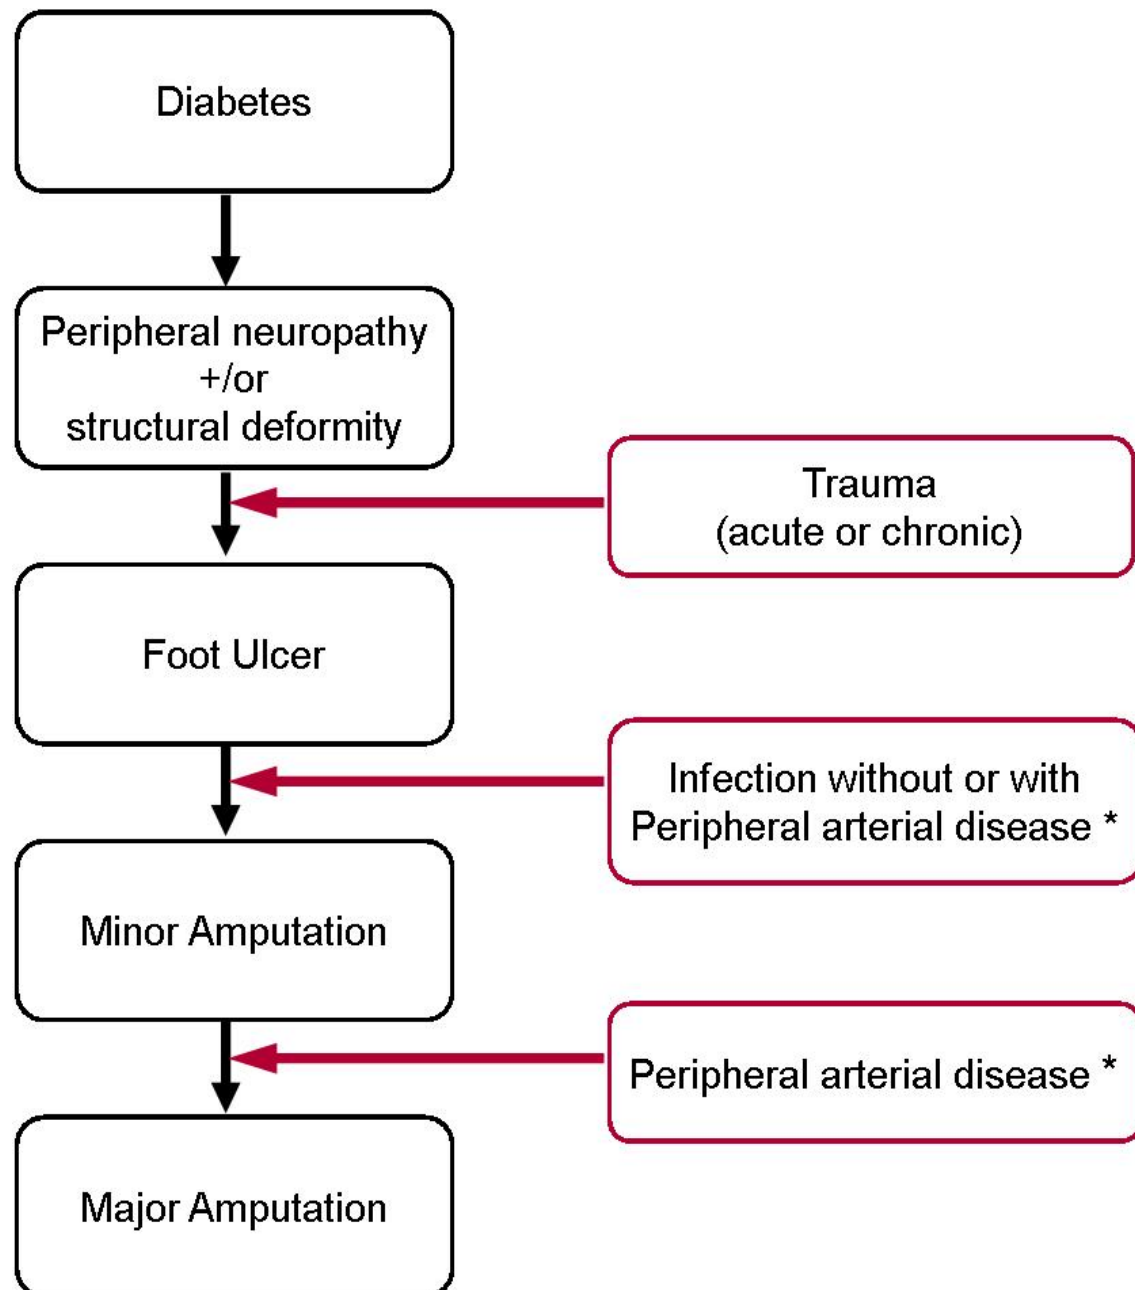 Diabetes
Peripheral neuropathy
+/or
structural deformity
Trauma
(acute or chronic)
Foot Ulcer
Infection without or with
Peripheral arterial disease *
Minor Amputation
Peripheral arterial disease *
Major Amputation